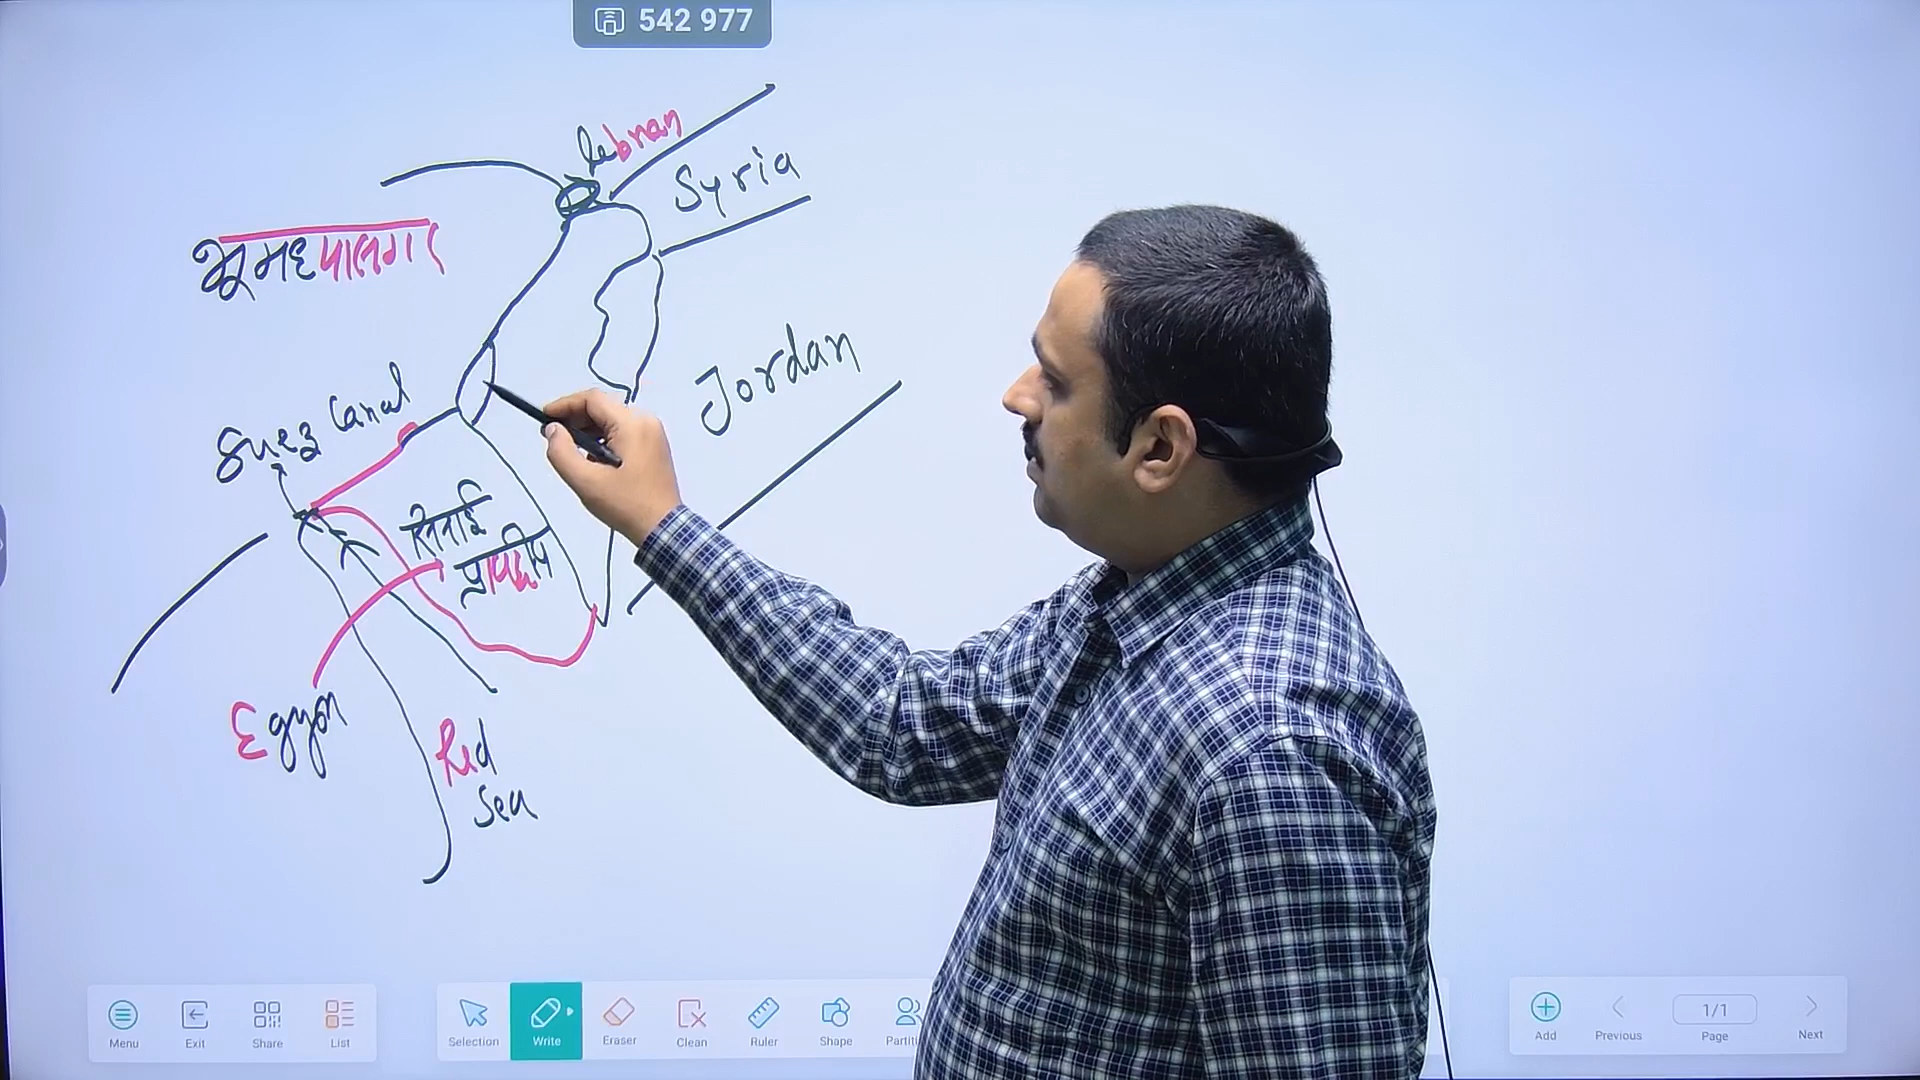 542 977
lebnan
Syria
भूमध्यसागर
Jordan
Suez Canal
सिनाई
प्रायद्वीप
Egypt
Red
Sea
Menu
Exit
Share
List
Selection
Write
Eraser
Clean
Ruler
Shape
Partiti
Add
Previous
1/1
Page
Next